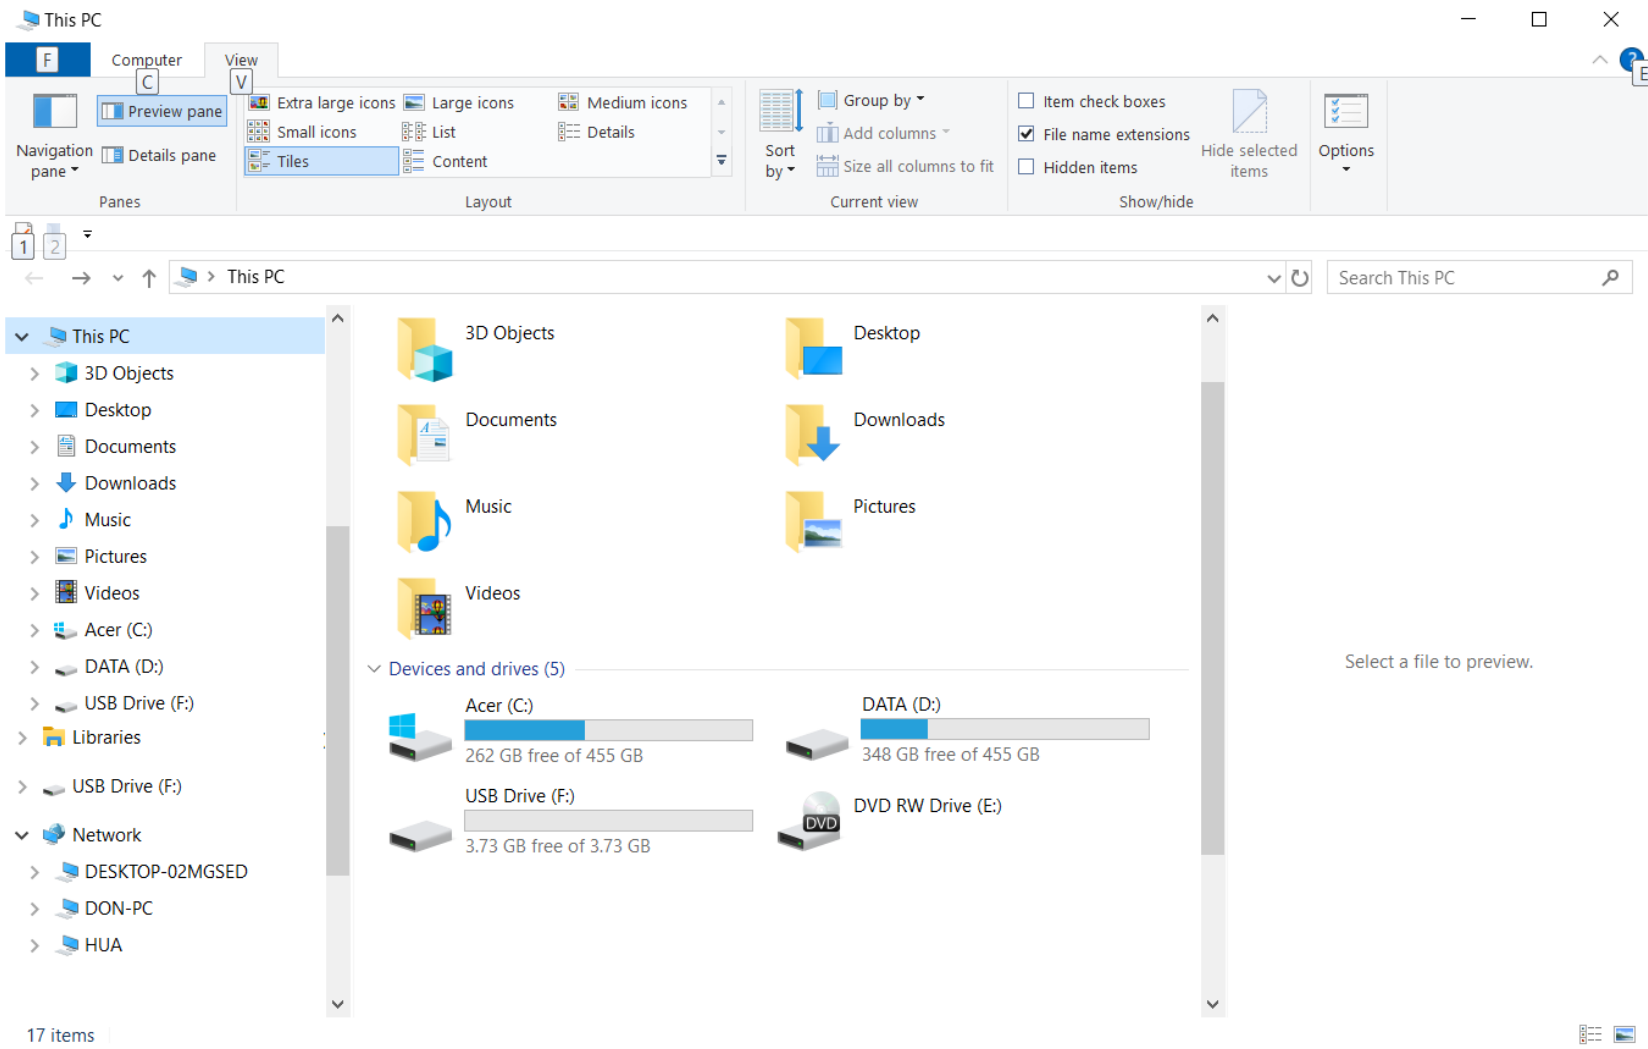 This PC
F
Computer
View
C
V
?
E
Preview pane
Extra large icons
Large icons
Medium icons
Small icons
List
Details
Tiles
Content
Navigation
pane
Details pane
Sort
by
Group by
Add columns
Size all columns to fit
Item check boxes
File name extensions
Hidden items
Hide selected
items
Options
Panes
Layout
Current view
Show/hide
1
2
This PC
Search This PC
This PC
3D Objects
Desktop
Documents
Downloads
Music
Pictures
Videos
Acer (C:)
DATA (D:)
USB Drive (F:)
Libraries
USB Drive (F:)
Network
DESKTOP-02MGSED
DON-PC
HUA
3D Objects
Desktop
Documents
Downloads
Music
Pictures
Videos
Devices and drives (5)
Acer (C:)
262 GB free of 455 GB
DATA (D:)
348 GB free of 455 GB
USB Drive (F:)
3.73 GB free of 3.73 GB
DVD RW Drive (E:)
DVD
Select a file to preview.
17 items